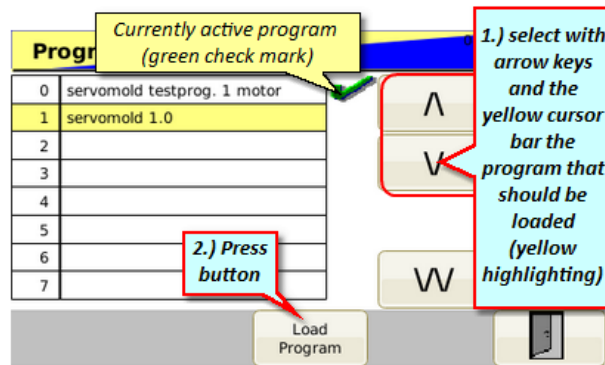 Currently active program
(green check mark)
Progr
0 servomold testprog. 1 motor
1 servomold 1.0
2
3
4
5
6
7
1.) select with
arrow keys
and the
yellow cursor
bar the
program that
should be
loaded
(yellow
highlighting)
2.) Press
button
Load
Program